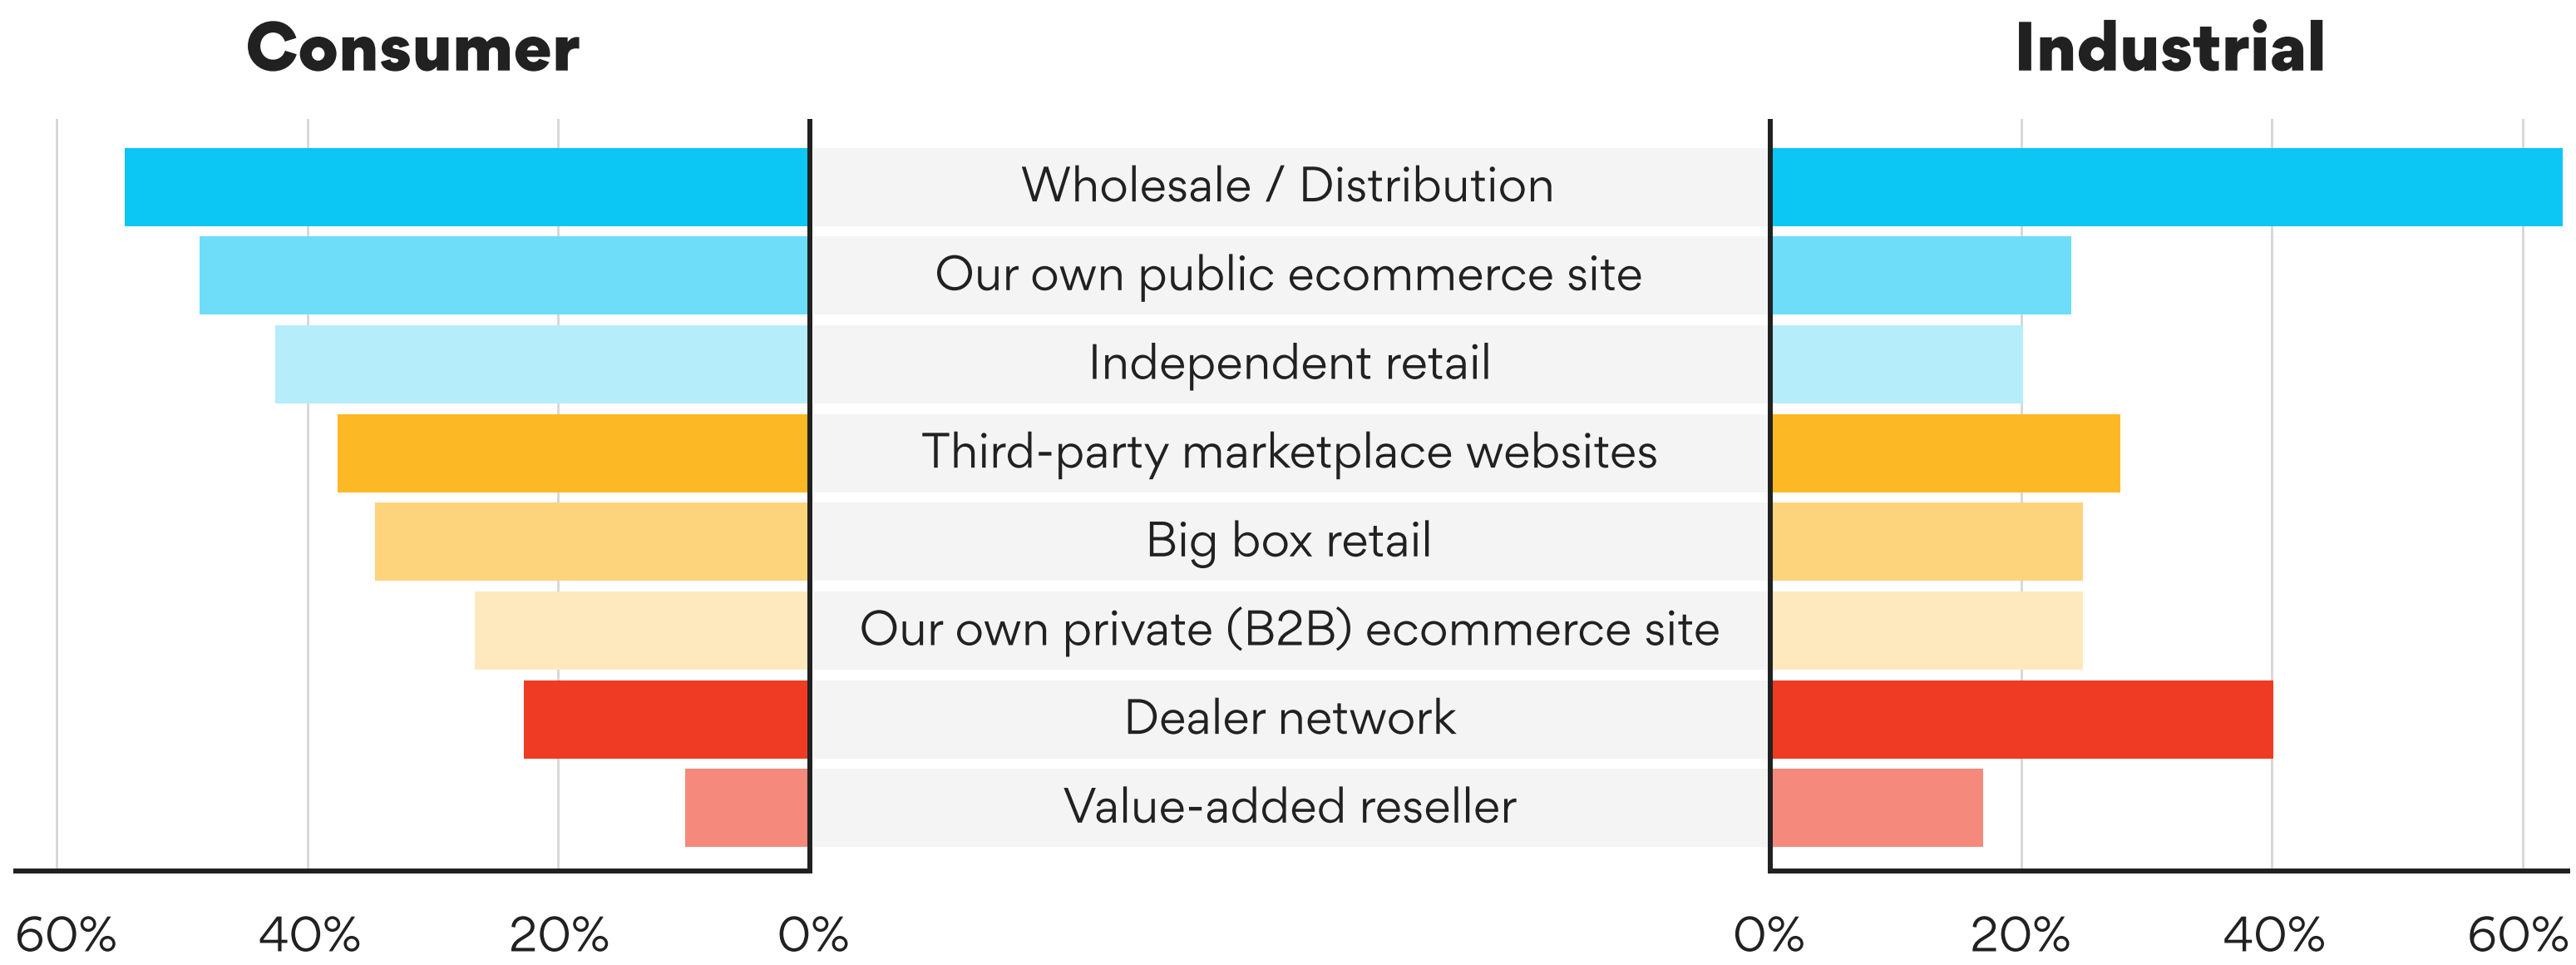 Consumer
Industrial
Wholesale / Distribution
Our own public ecommerce site
Independent retail
Third-party marketplace websites
Big box retail
Our own private (B2B) ecommerce site
Dealer network
Value-added reseller
60% 40% 20% 0%
0% 20% 40% 60%